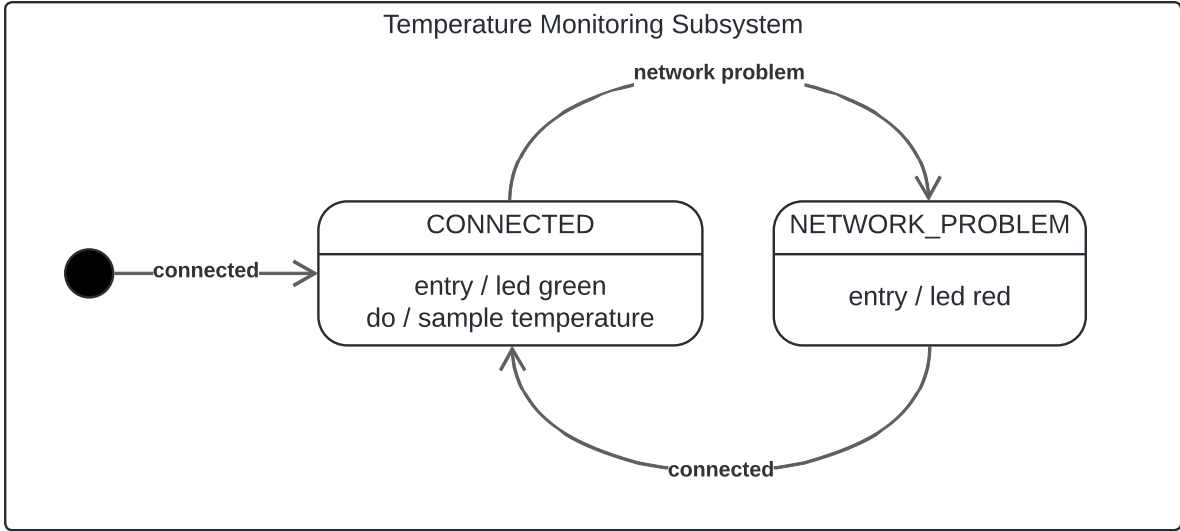 Temperature Monitoring Subsystem
network problem
CONNECTED
NETWORK_PROBLEM
connected
entry / led green
do / sample temperature
entry / led red
connected